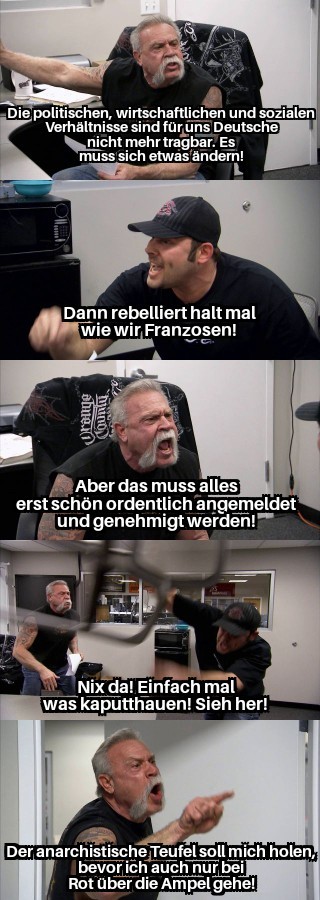 Die politischen, wirtschaftlichen und sozialen
Verhältnisse sind für uns Deutsche
nicht mehr tragbar. Es
muss sich etwas ändern!
Dann rebelliert halt mal
wie wir Franzosen!
Orange
County
Aber das muss alles
erst schön ordentlich angemeldet
und genehmigt werden!
Nix da! Einfach mal
was kaputthauen! Sieh her!
Der anarchistische Teufel soll mich holen,
bevor ich auch nur bei
Rot über die Ampel gehe!